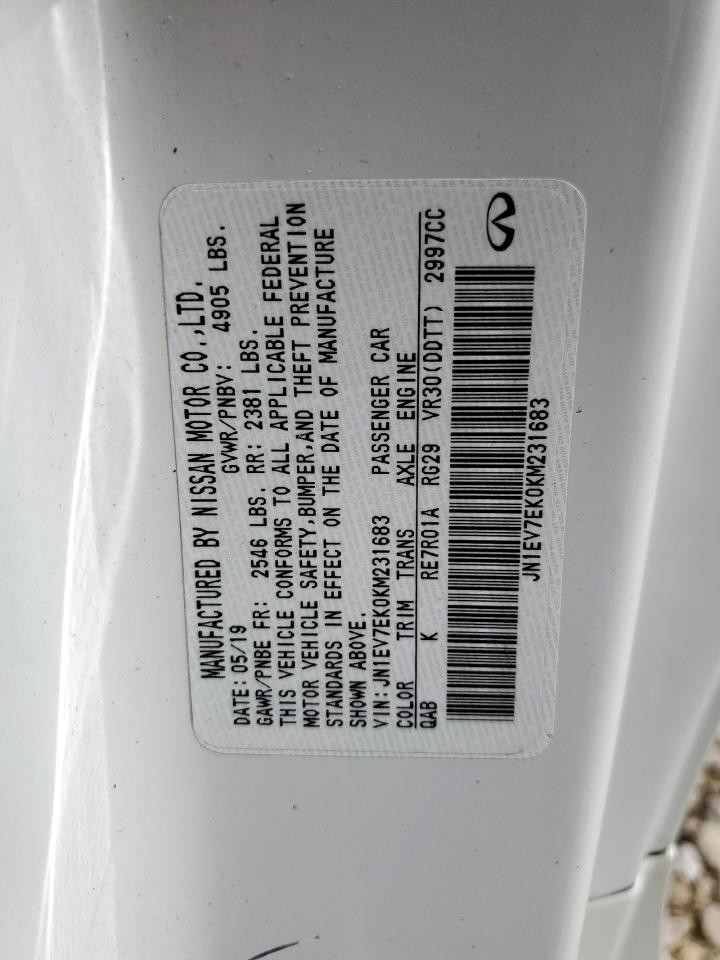 MANUFACTURED BY NISSAN MOTOR CO.,LTD.
DATE: 05/19 GVWR/PNBV: 4905 LBS.
GAWR/PNBE FR: 2546 LBS. RR: 2381 LBS.
THIS VEHICLE CONFORMS TO ALL APPLICABLE FEDERAL
MOTOR VEHICLE SAFETY,BUMPER,AND THEFT PREVENTION
STANDARDS IN EFFECT ON THE DATE OF MANUFACTURE
SHOWN ABOVE.
VIN:JN1EV7EK0KM231683 PASSENGER CAR
COLOR TRIM TRANS AXLE ENGINE
QAB K RE7R01A RG29 VR30(DDTT) 2997CC
JN1EV7EK0KM231683